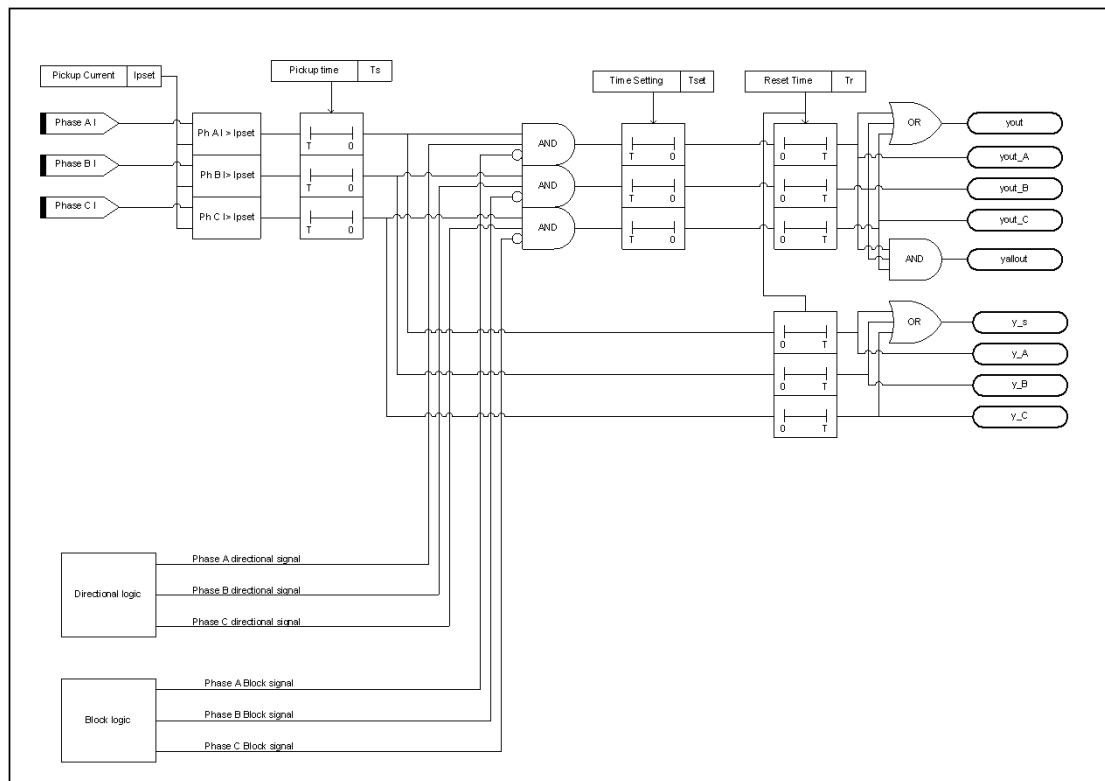 Pickup Current Ipset
Pickup time Ts
Time Setting Tset
Reset Time Tr
Phase A I
Phase B I
Phase C I
Ph A I > Ipset
Ph B I> Ipset
Ph C I> Ipset
T 0
T 0
T 0
AND
AND
AND
T 0
T 0
T 0
0 T
0 T
0 T
OR
AND
yout
yout_A
yout_B
yout_C
yallout
0 T
0 T
0 T
OR
y_s
y_A
y_B
y_C
Directional logic
Phase A directional signal
Phase B directional signal
Phase C directional signal
Block logic
Phase A Block signal
Phase B Block signal
Phase C Block signal